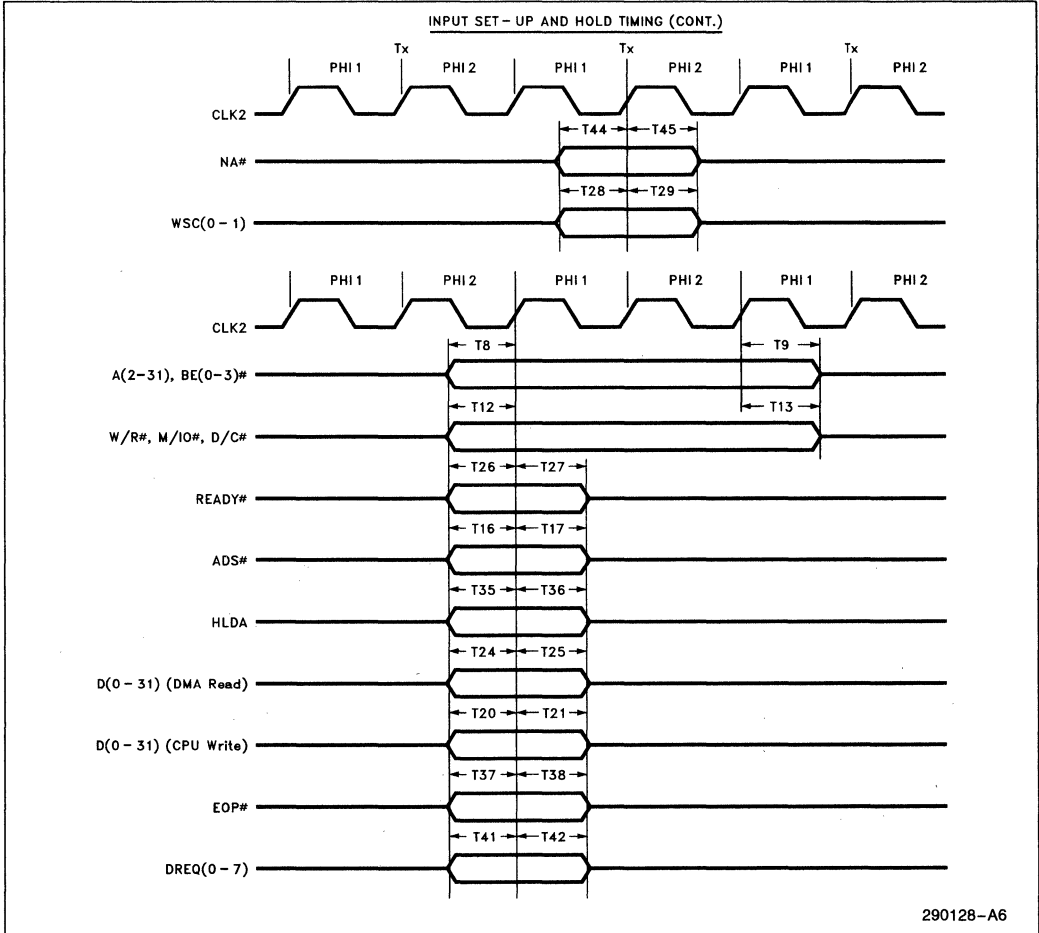 INPUT SET-UP AND HOLD TIMING (CONT.)
Tx Tx Tx
PHI 1 PHI 2 PHI 1 PHI 2 PHI 1 PHI 2
CLK2
T44 T45
NA#
T28 T29
WSC(0-1)
PHI 1 PHI 2 PHI 1 PHI 2 PHI 1 PHI 2
CLK2
T8 T9
A(2-31), BE(0-3)#
T12 T13
W/R#, M/IO#, D/C#
T26 T27
READY#
T16 T17
ADS#
T35 T36
HLDA
T24 T25
D(0-31) (DMA Read)
T20 T21
D(0-31) (CPU Write)
T37 T38
EOP#
T41 T42
DREQ(0-7)
290128-A6